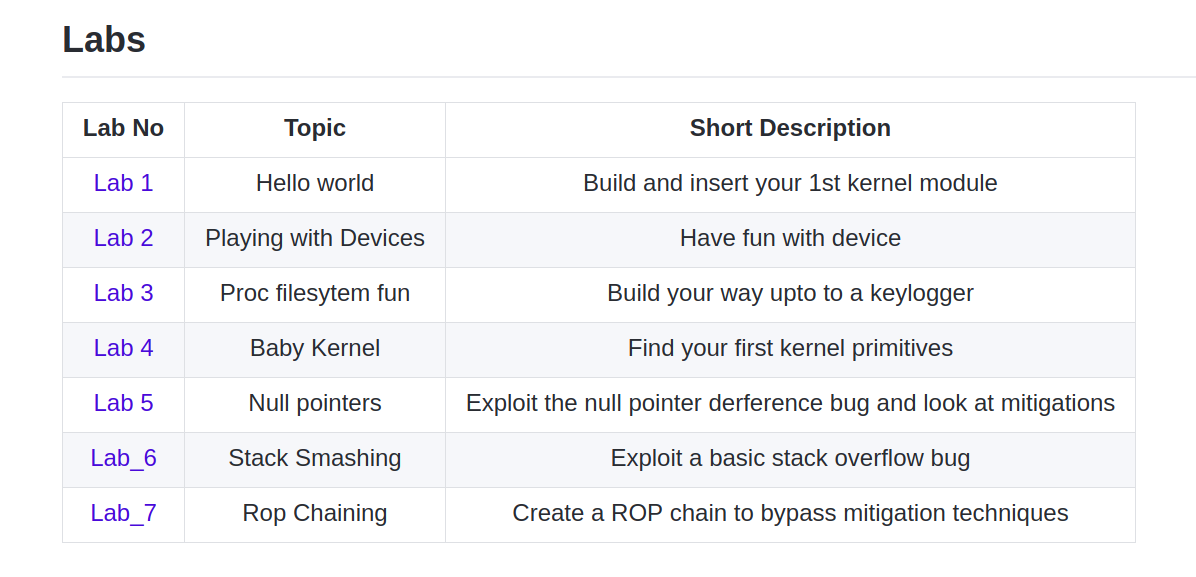 Labs
Lab No Topic Short Description
Lab 1 Hello world Build and insert your 1st kernel module
Lab 2 Playing with Devices Have fun with device
Lab 3 Proc filesytem fun Build your way upto to a keylogger
Lab 4 Baby Kernel Find your first kernel primitives
Lab 5 Null pointers Exploit the null pointer derference bug and look at mitigations
Lab_6 Stack Smashing Exploit a basic stack overflow bug
Lab_7 Rop Chaining Create a ROP chain to bypass mitigation techniques